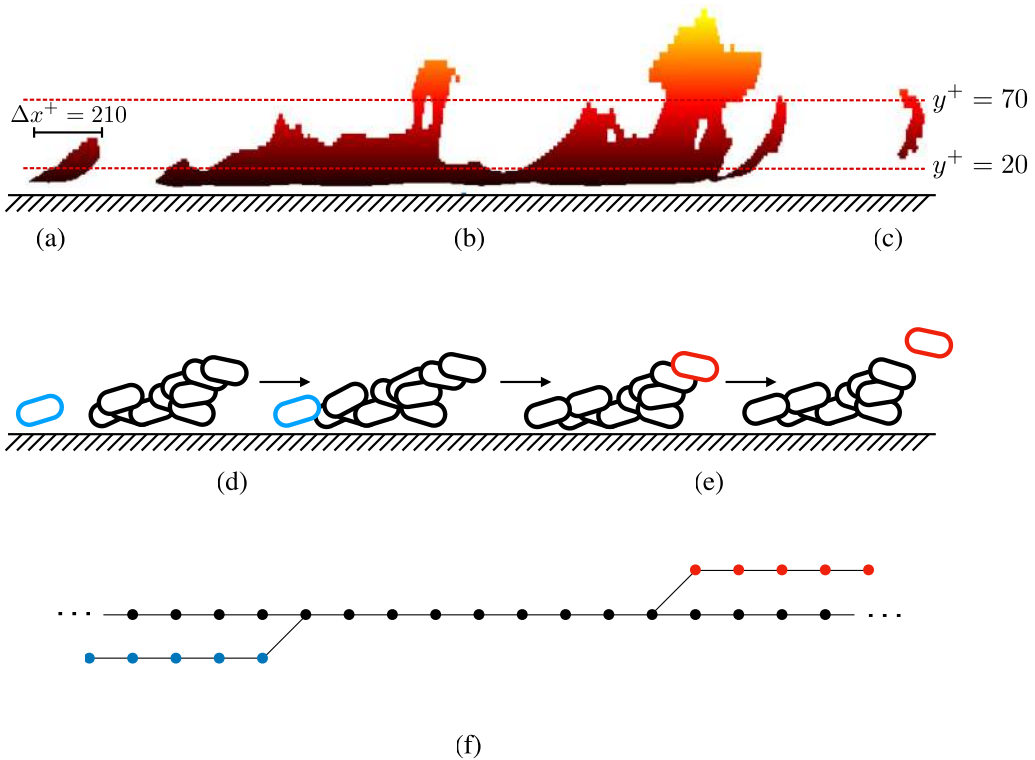 Δx⁺ = 210
y⁺ = 70
y⁺ = 20
(a) (b) (c)
(d) (e)
. . . . . .
(f)